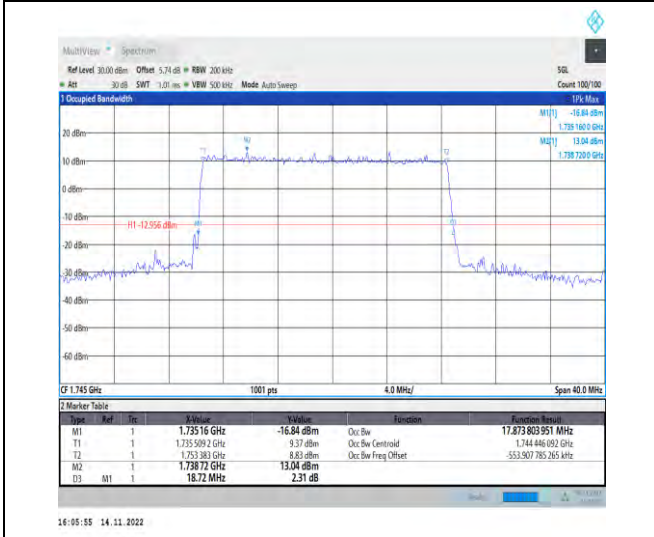 MultiView Spectrum
Ref Level 30.00 dBm Offset 5.74 dB RBW 200 kHz SGL
Att 30 dB SWT 1.01 ms VBW 500 kHz Mode Auto Sweep Count 100/100
1 Occupied Bandwidth 1Pk Max
M1[1] -16.84 dBm
1.735 160 0 GHz
20 dBm M2[1] 13.04 dBm
1.738 720 0 GHz
M2
T1 T2
10 dBm
0 dBm
-10 dBm
H1 -12.956 dBm
-20 dBm
-30 dBm
-40 dBm
-50 dBm
-60 dBm
CF 1.745 GHz 1001 pts 4.0 MHz/ Span 40.0 MHz
2 Marker Table
Type Ref Trc X-Value Y-Value Function Function Result
M1 1 1.735 16 GHz -16.84 dBm Occ Bw 17.873 803 951 MHz
T1 1 1.735 509 2 GHz 9.37 dBm Occ Bw Centroid 1.744 446 092 GHz
T2 1 1.753 383 GHz 8.83 dBm Occ Bw Freq Offset -553.907 785 265 kHz
M2 1 1.738 72 GHz 13.04 dBm
D3 M1 1 18.72 MHz 2.31 dB
16:05:55 14.11.2022